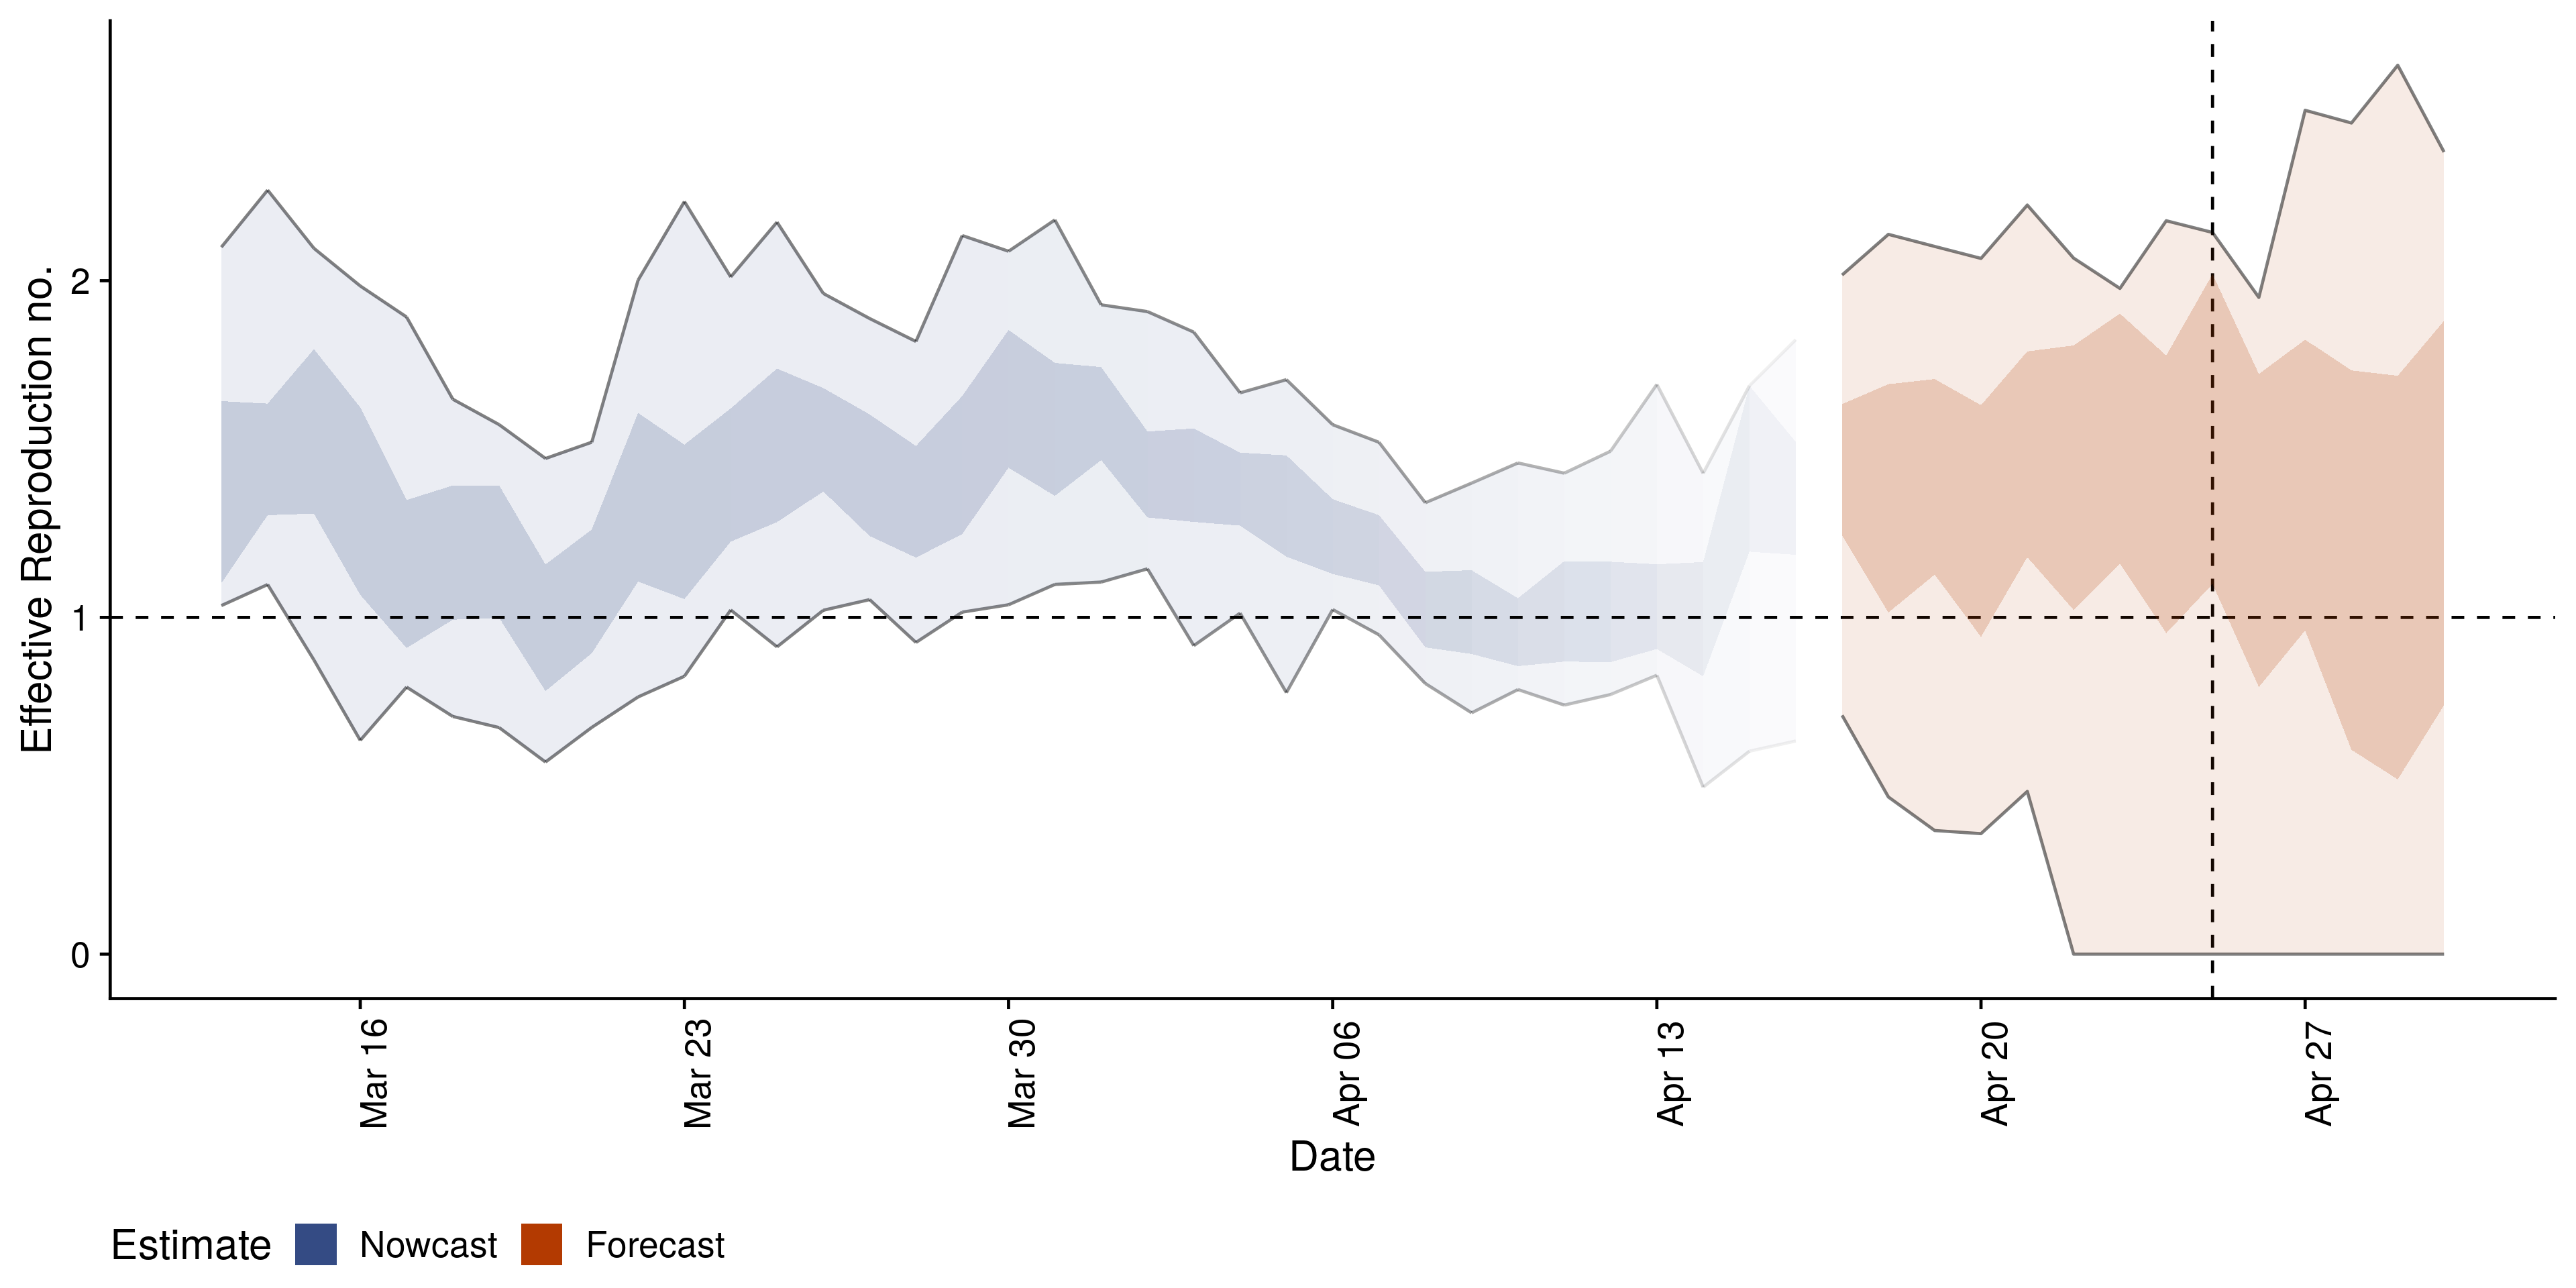 Effective Reproduction no.
2
1
0
Mar 16
Mar 23
Mar 30
Apr 06
Apr 13
Apr 20
Apr 27
Date
Estimate Nowcast Forecast